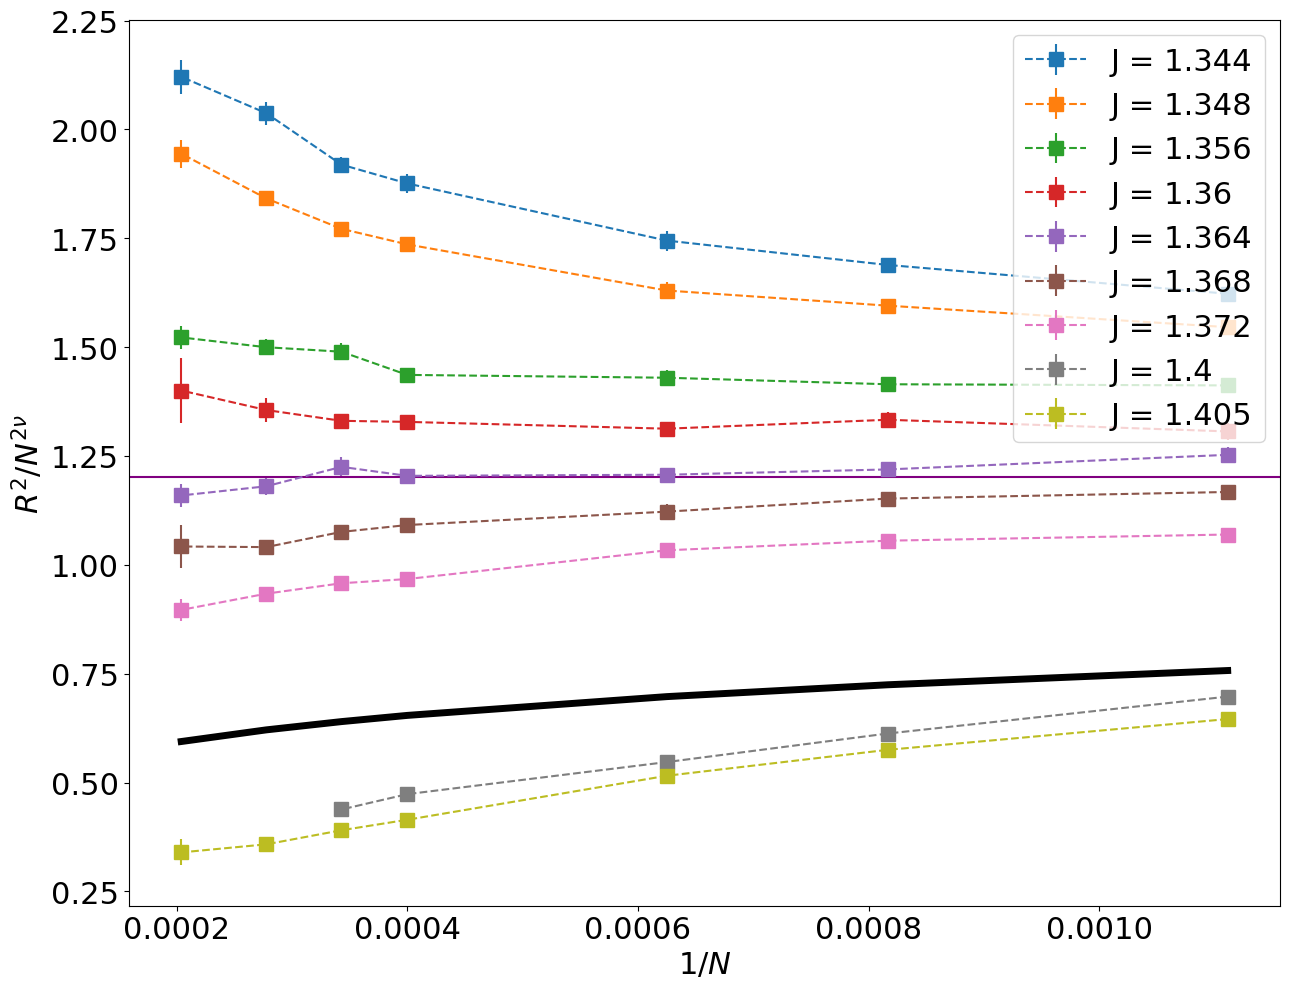 2.25
2.00
1.75
1.50
1.25
1.00
0.75
0.50
0.25
R²/N²ᵛ
J = 1.344
J = 1.348
J = 1.356
J = 1.36
J = 1.364
J = 1.368
J = 1.372
J = 1.4
J = 1.405
0.0002 0.0004 0.0006 0.0008 0.0010
1/N